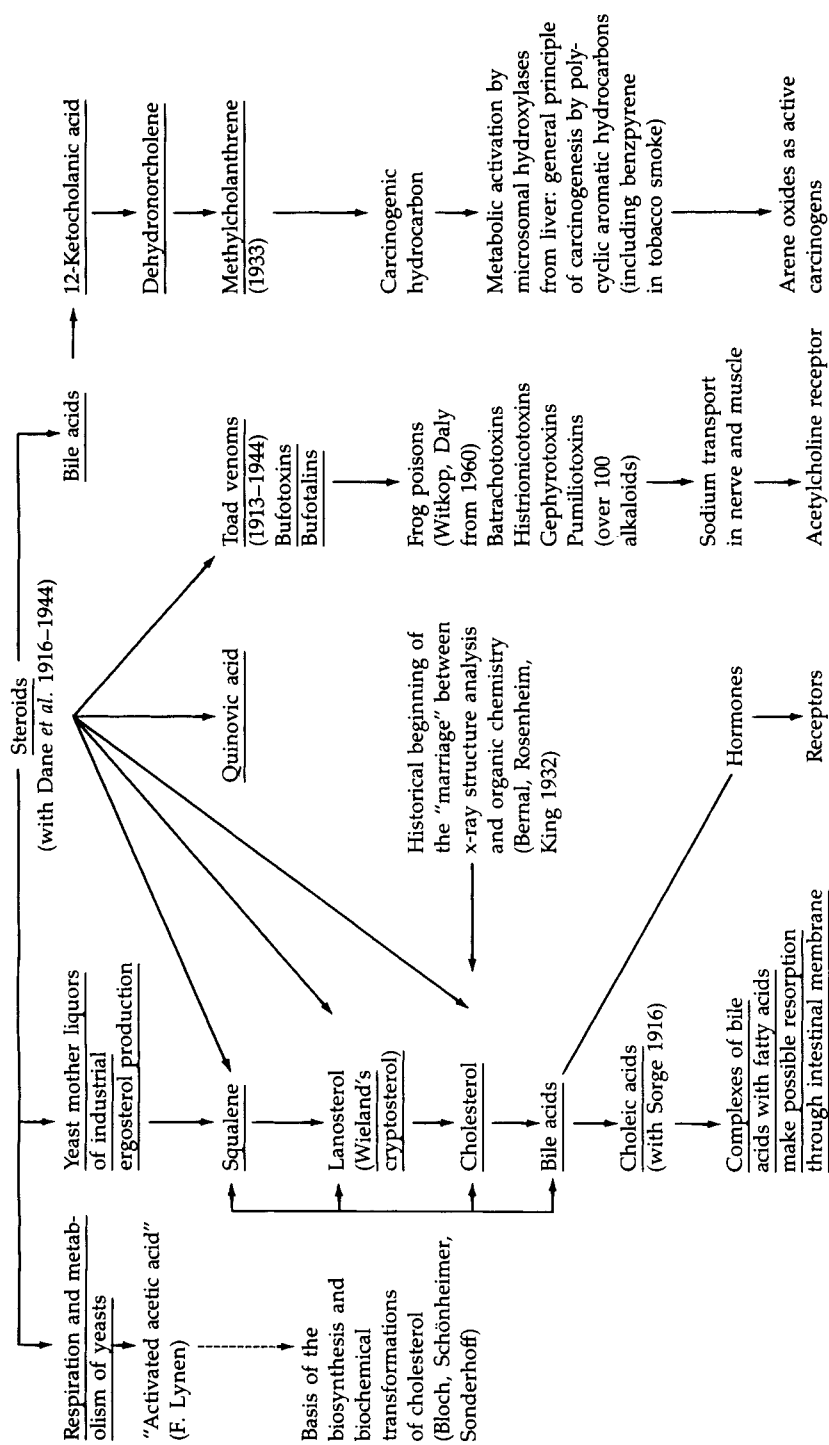 Steroids
(with Dane et al. 1916–1944)
Respiration and metab-
olism of yeasts
"Activated acetic acid"
(F. Lynen)
Basis of the
biosynthesis and
biochemical
transformations
of cholesterol
(Bloch, Schönheimer,
Sonderhoff)
Yeast mother liquors
of industrial
ergosterol production
Squalene
Lanosterol
(Wieland's
cryptosterol)
Cholesterol
Bile acids
Choleic acids
(with Sorge 1916)
Complexes of bile
acids with fatty acids
make possible resorption
through intestinal membrane
Historical beginning of
the "marriage" between
x-ray structure analysis
and organic chemistry
(Bernal, Rosenheim,
King 1932)
Hormones
Receptors
Quinovic acid
Toad venoms
(1913–1944)
Bufotoxins
Bufotalins
Frog poisons
(Witkop, Daly
from 1960)
Batrachotoxins
Histrionicotoxins
Gephyrotoxins
Pumiliotoxins
(over 100
alkaloids)
Sodium transport
in nerve and muscle
Acetylcholine receptor
Bile acids
12-Ketocholanic acid
Dehydronorcholene
Methylcholanthrene
(1933)
Carcinogenic
hydrocarbon
Metabolic activation by
microsomal hydroxylases
from liver: general principle
of carcinogenesis by poly-
cyclic aromatic hydrocarbons
(including benzpyrene
in tobacco smoke)
Arene oxides as active
carcinogens